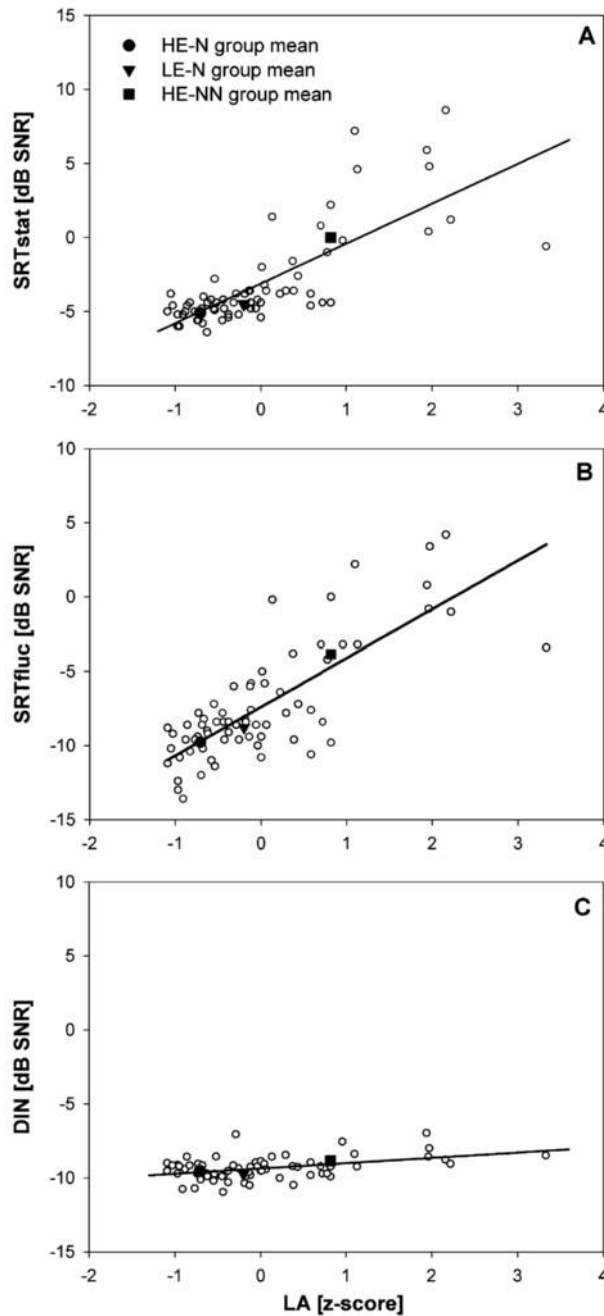 15
A
● HE-N group mean
▼ LE-N group mean
■ HE-NN group mean
10
5
0
-5
-10
SRTstat [dB SNR]
-2 -1 0 1 2 3 4
10
B
5
0
-5
-10
-15
SRTfluc [dB SNR]
-2 -1 0 1 2 3 4
10
C
5
0
-5
-10
-15
DIN [dB SNR]
-2 -1 0 1 2 3 4
LA [z-score]